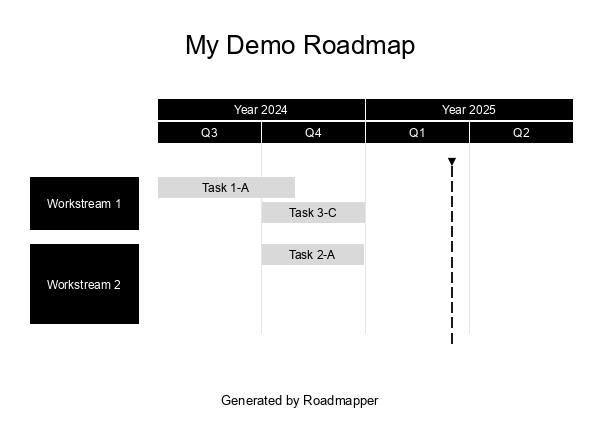 My Demo Roadmap
Year 2024 Year 2025
Q3 Q4 Q1 Q2
Workstream 1
Task 1-A
Task 3-C
Workstream 2
Task 2-A
Generated by Roadmapper